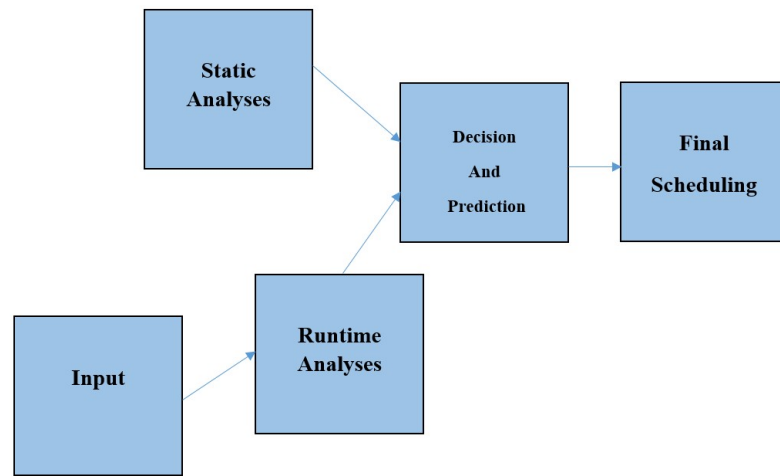 Static
Analyses
Decision
And
Prediction
Final
Scheduling
Runtime
Analyses
Input